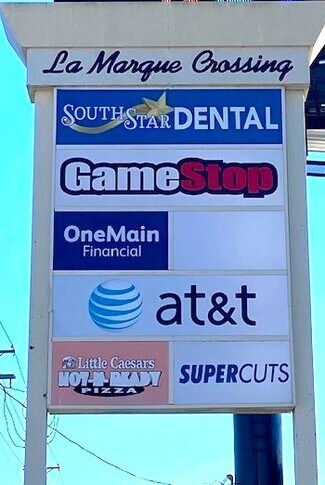 La Marque Crossing
SOUTH STAR DENTAL
GameStop
OneMain
Financial
at&t
Little Caesars
HOT-N-READY
PIZZA
SUPERCUTS